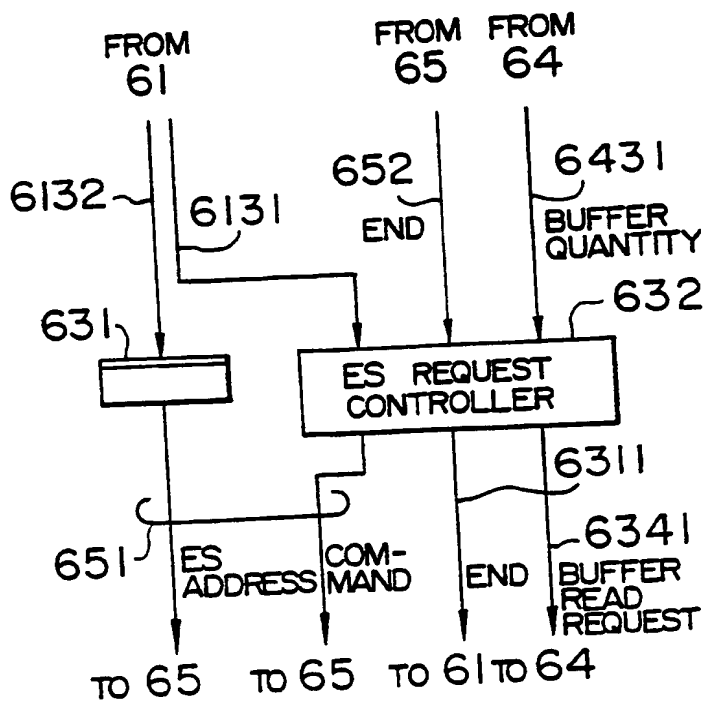 FROM
61
FROM
65
FROM
64
6132
6131
652
END
6431
BUFFER
QUANTITY
631
632
ES REQUEST
CONTROLLER
651
ES
ADDRESS
COM-
MAND
6311
END
6341
BUFFER
READ
REQUEST
TO 65
TO 65
TO 61
TO 64